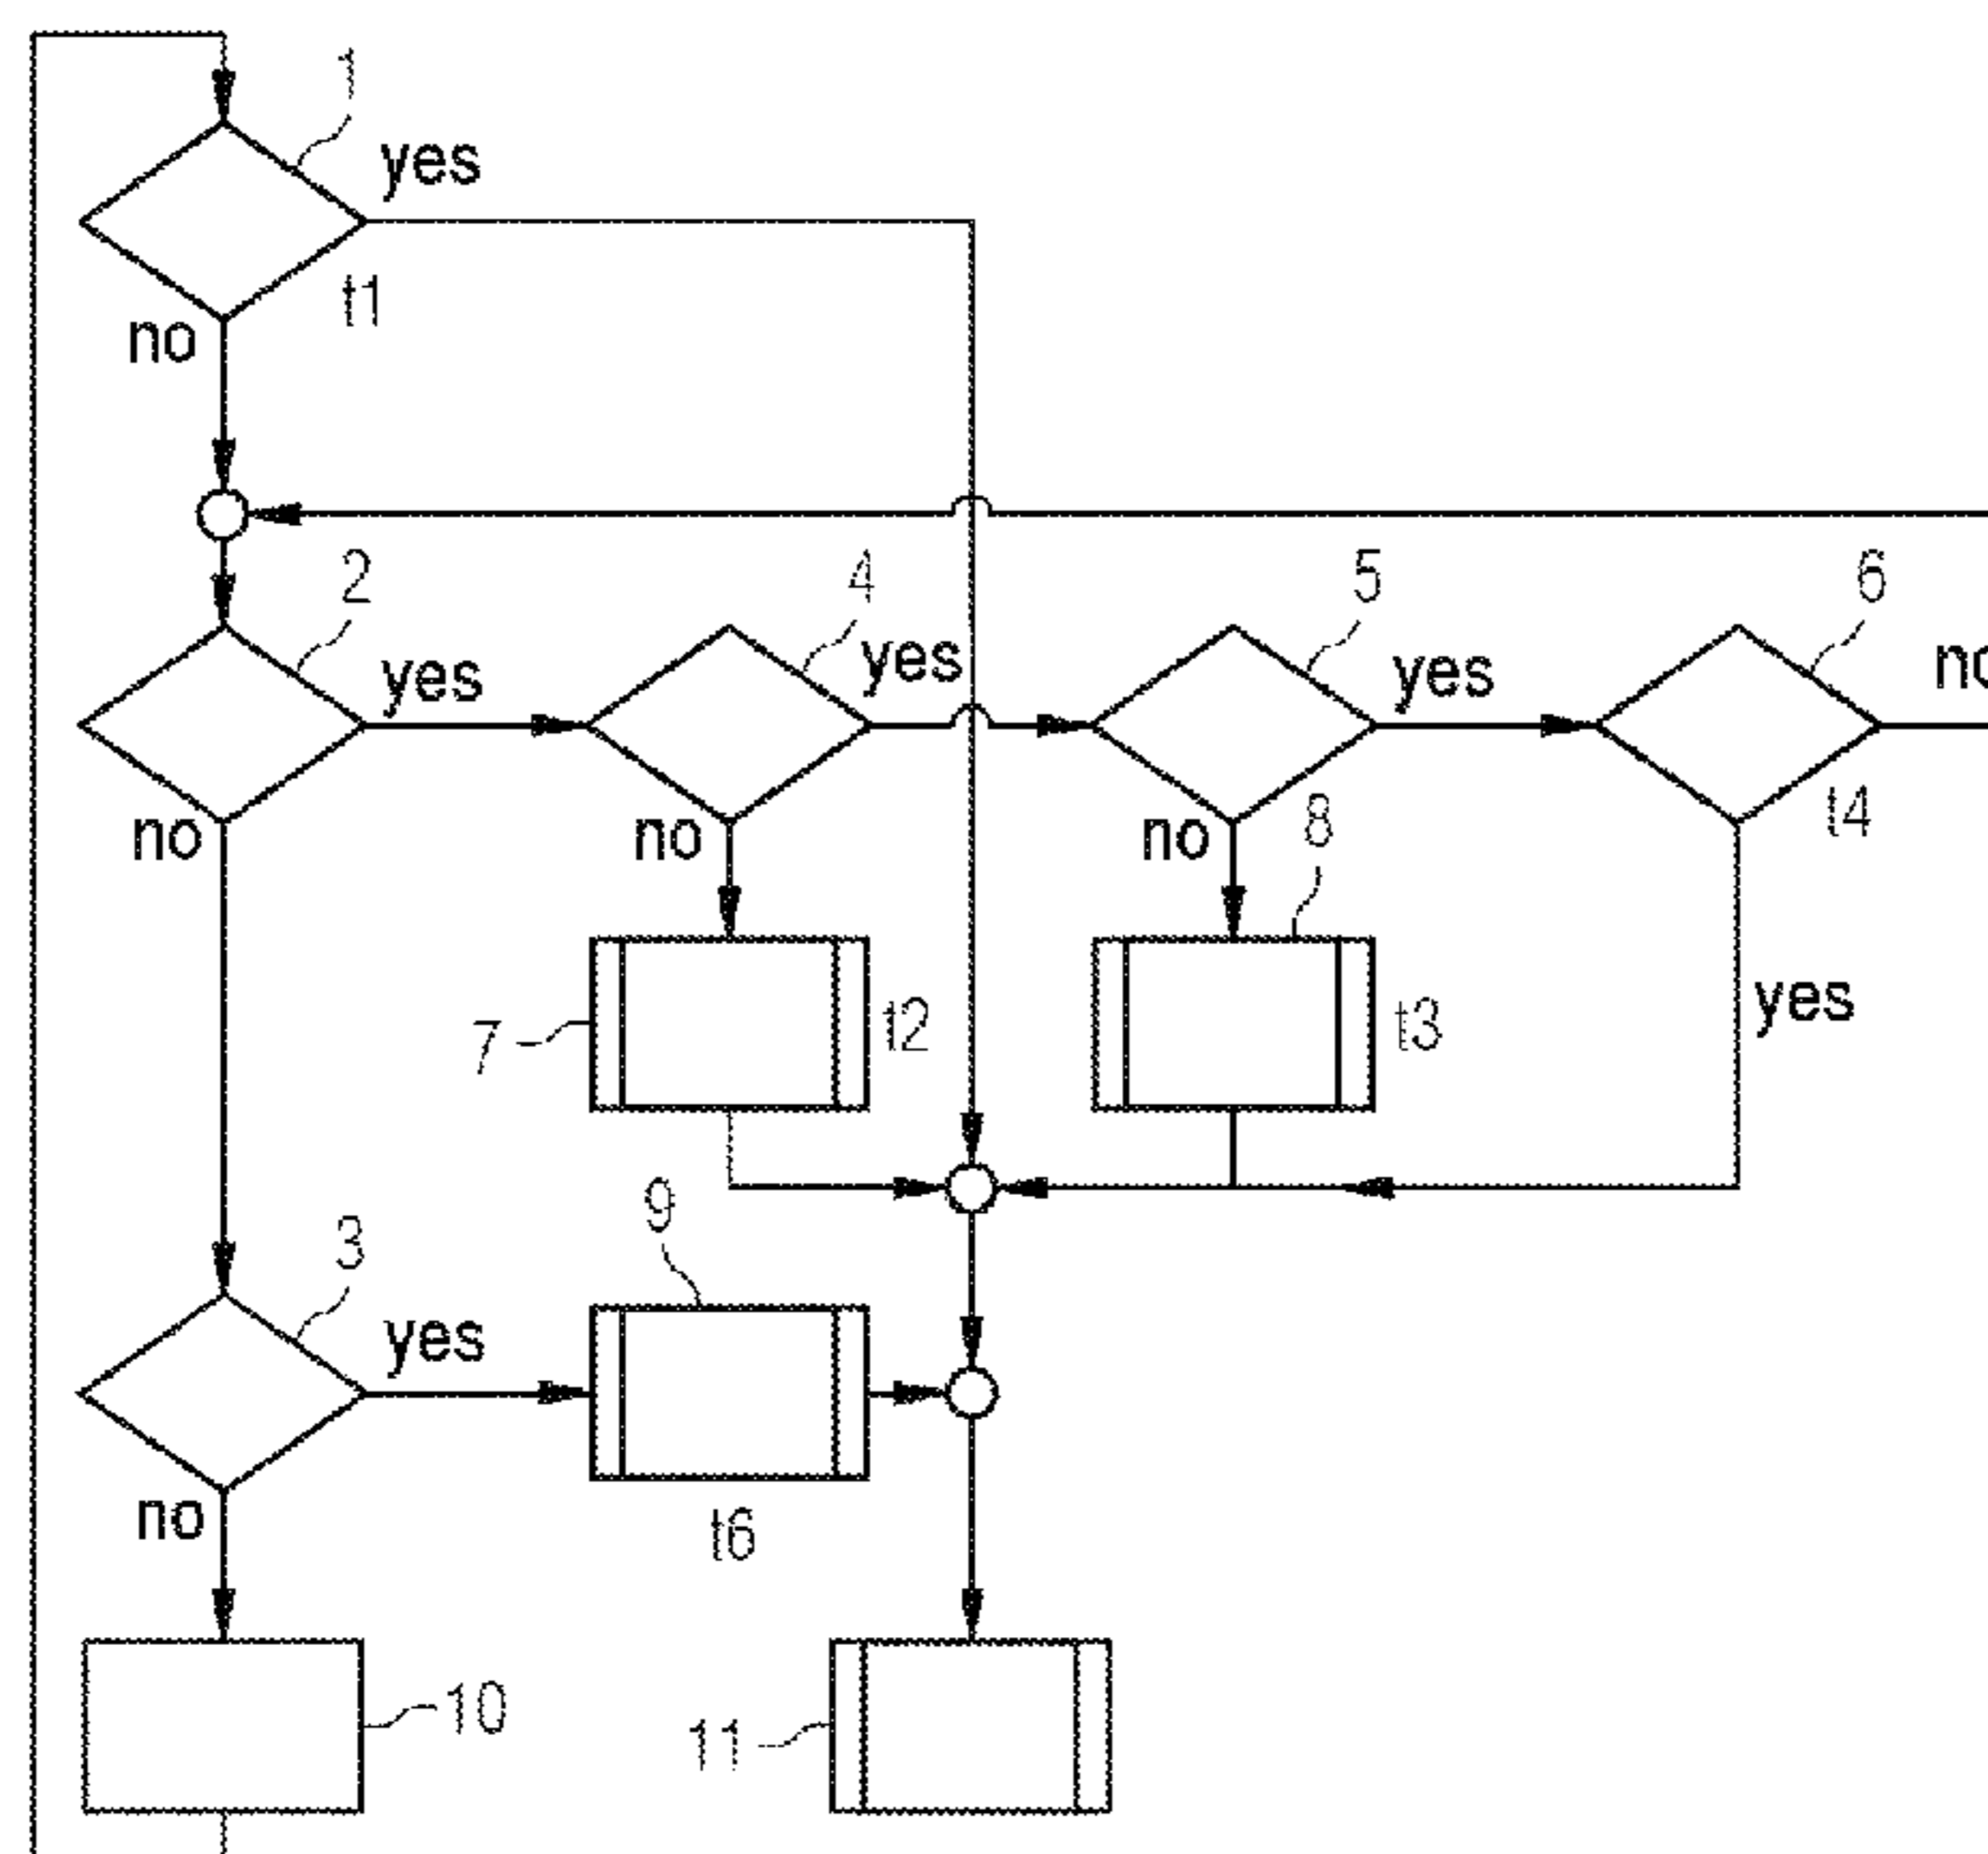 1
yes
t1
no
2
4
5
6
yes
yes
yes
no
t4
no
no
no
8
7
t2
t3
yes
9
3
yes
t6
no
10
11